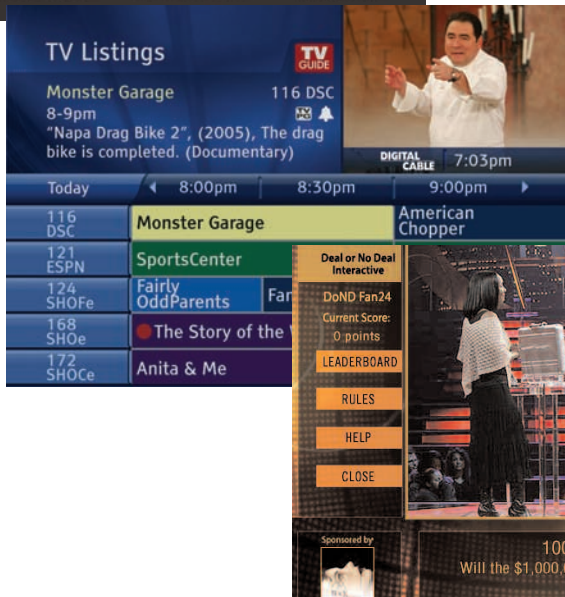 TV Listings
TV
GUIDE
Monster Garage
116 DSC
8-9pm
TV
PG
"Napa Drag Bike 2", (2005), The drag
bike is completed. (Documentary)
DIGITAL
CABLE
7:03pm
Today
8:00pm
8:30pm
9:00pm
116
DSC
Monster Garage
American
Chopper
121
ESPN
SportsCenter
124
SHOFe
Fairly
OddParents
168
SHOe
The Story of the
172
SHOCe
Anita & Me
Deal or No Deal
Interactive
DoND Fan24
Current Score:
0 points
LEADERBOARD
RULES
HELP
CLOSE
Sponsored by
100
Will the $1,000,